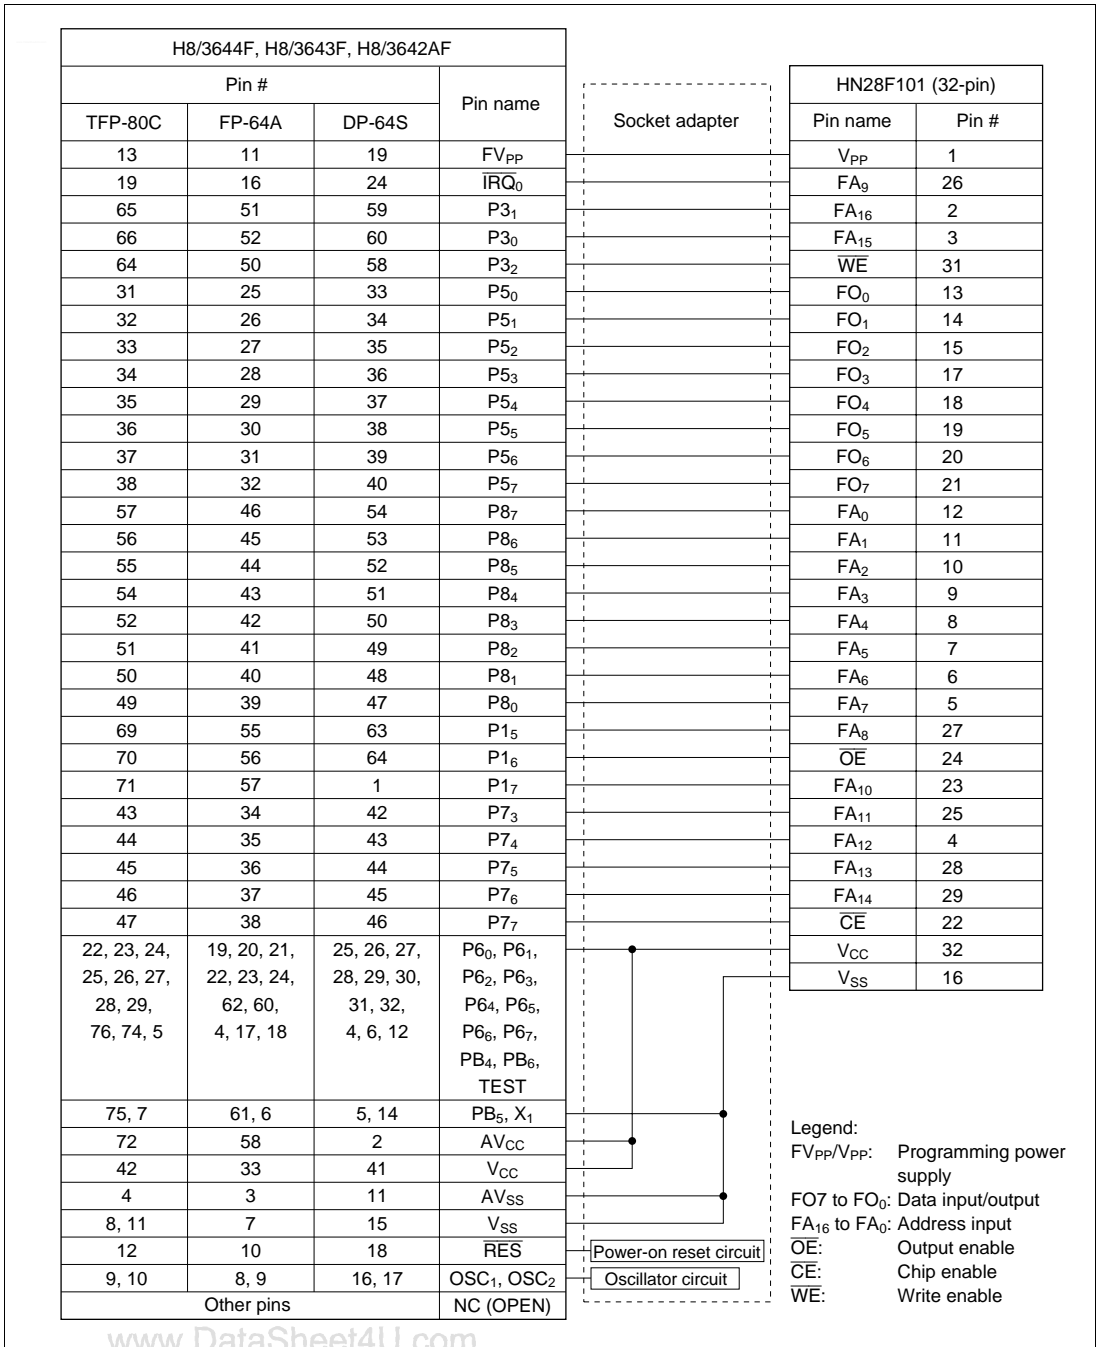 H8/3644F, H8/3643F, H8/3642AF
Pin #
Pin name
TFP-80C FP-64A DP-64S
Socket adapter
HN28F101 (32-pin)
Pin name Pin #
13 11 19 FVPP VPP 1
19 16 24 I̅R̅Q̅0 FA9 26
65 51 59 P31 FA16 2
66 52 60 P30 FA15 3
64 50 58 P32 W̅E̅ 31
31 25 33 P50 FO0 13
32 26 34 P51 FO1 14
33 27 35 P52 FO2 15
34 28 36 P53 FO3 17
35 29 37 P54 FO4 18
36 30 38 P55 FO5 19
37 31 39 P56 FO6 20
38 32 40 P57 FO7 21
57 46 54 P87 FA0 12
56 45 53 P86 FA1 11
55 44 52 P85 FA2 10
54 43 51 P84 FA3 9
52 42 50 P83 FA4 8
51 41 49 P82 FA5 7
50 40 48 P81 FA6 6
49 39 47 P80 FA7 5
69 55 63 P15 FA8 27
70 56 64 P16 O̅E̅ 24
71 57 1 P17 FA10 23
43 34 42 P73 FA11 25
44 35 43 P74 FA12 4
45 36 44 P75 FA13 28
46 37 45 P76 FA14 29
47 38 46 P77 C̅E̅ 22
22, 23, 24, 19, 20, 21, 25, 26, 27, P60, P61, VCC 32
25, 26, 27, 22, 23, 24, 28, 29, 30, P62, P63, VSS 16
28, 29, 62, 60, 31, 32, P64, P65,
76, 74, 5 4, 17, 18 4, 6, 12 P66, P67,
PB4, PB6,
TEST
75, 7 61, 6 5, 14 PB5, X1
72 58 2 AVCC
42 33 41 VCC
4 3 11 AVSS
8, 11 7 15 VSS
12 10 18 R̅E̅S̅ Power-on reset circuit
9, 10 8, 9 16, 17 OSC1, OSC2 Oscillator circuit
Other pins NC (OPEN)
Legend:
FVPP/VPP: Programming power
supply
FO7 to FO0: Data input/output
FA16 to FA0: Address input
O̅E̅: Output enable
C̅E̅: Chip enable
W̅E̅: Write enable
www.DataSheet4U.com